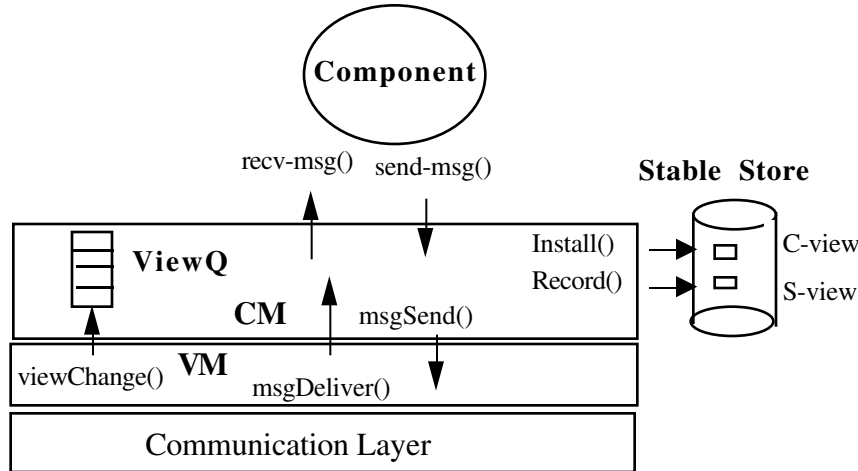 Component
recv-msg()
send-msg()
Stable Store
ViewQ
Install()
C-view
Record()
S-view
CM
msgSend()
VM
viewChange()
msgDeliver()
Communication Layer